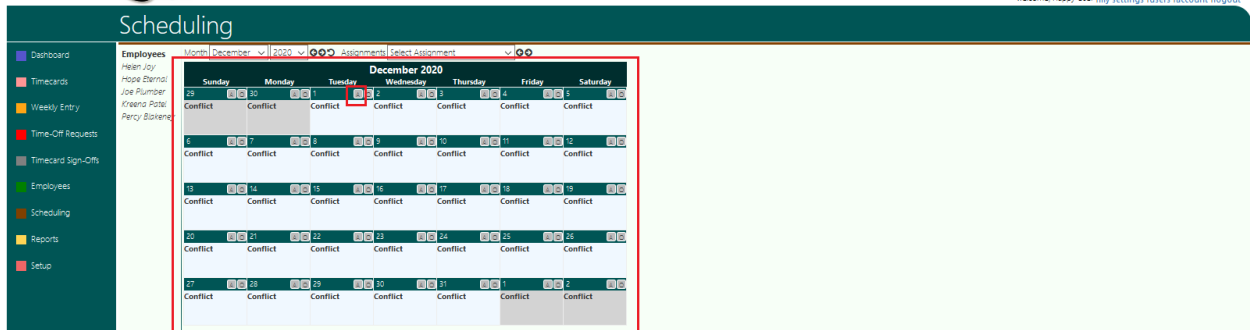 Scheduling
Dashboard
Timecards
Weekly Entry
Time-Off Requests
Timecard Sign-Offs
Employees
Scheduling
Reports
Setup
Employees
Helen Joy
Hope Eternal
Joe Plumber
Kreena Patel
Percy Blakeney
Month December 2020 Assignments Select Assignment
December 2020
Sunday Monday Tuesday Wednesday Thursday Friday Saturday
29 30 1 2 3 4 5
Conflict Conflict Conflict Conflict Conflict Conflict Conflict
6 7 8 9 10 11 12
Conflict Conflict Conflict Conflict Conflict Conflict Conflict
13 14 15 16 17 18 19
Conflict Conflict Conflict Conflict Conflict Conflict Conflict
20 21 22 23 24 25 26
Conflict Conflict Conflict Conflict Conflict Conflict Conflict
27 28 29 30 31 1 2
Conflict Conflict Conflict Conflict Conflict Conflict Conflict